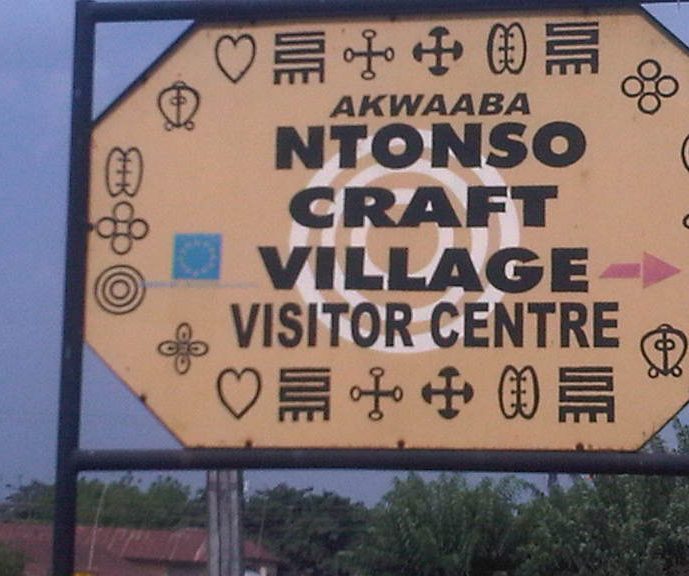 AKWAABA
NTONSO
CRAFT
VILLAGE
VISITOR CENTRE